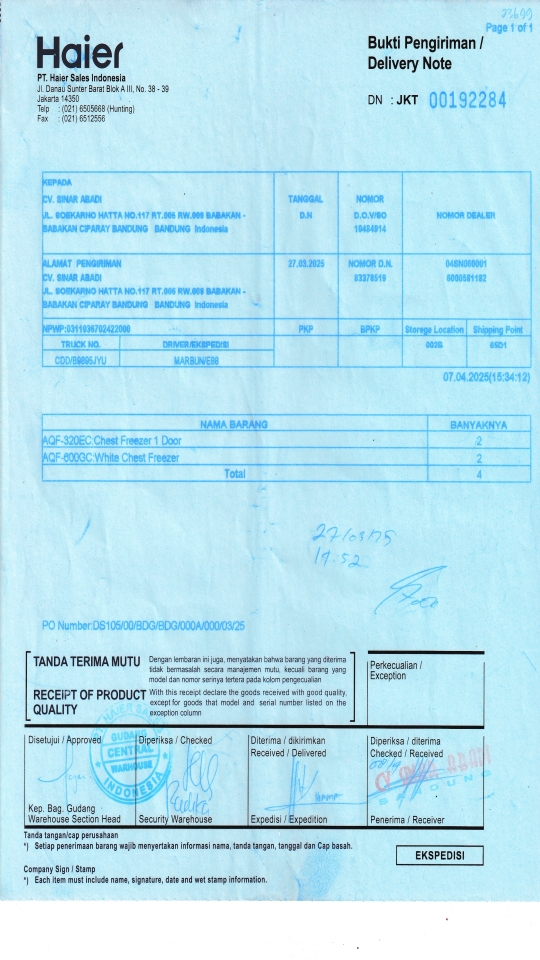 Page 1 of 1
Haier
Bukti Pengiriman /
Delivery Note
PT. Haier Sales Indonesia
Jl. Danau Sunter Barat Blok A III, No. 38 - 39
Jakarta 14350
Telp : (021) 6505668 (Hunting)
Fax : (021) 6512556
DN : JKT 00192284
KEPADA
CV. SINAR ABADI
JL. SOEKARNO HATTA NO.117 RT.006 RW.008 BABAKAN -
BABAKAN CIPARAY BANDUNG BANDUNG Indonesia
TANGGAL
D.N
NOMOR
D.O.V/SO
10484914
NOMOR DEALER
ALAMAT PENGIRIMAN
CV. SINAR ABADI
JL. SOEKARNO HATTA NO.117 RT.006 RW.008 BABAKAN -
BABAKAN CIPARAY BANDUNG BANDUNG Indonesia
27.03.2025
NOMOR D.N.
83378519
PKP
BPKP
Storege Location
Shipping Point
TRUCK NO.
DRIVER/EKSPEDISI
MARBUN/E98
07.04.2025(15:34:12)
NAMA BARANG BANYAKNYA
AQF-320EC:Chest Freezer 1 Door 2
AQF-600GC:White Chest Freezer 2
Total 4
27/03/25
19:52
PO Number:DS105/00/BDG/BDG/000A/000/03/25
TANDA TERIMA MUTU
Dengan lembaran ini juga, menyatakan bahwa barang yang diterima
tidak bermasalah secara manajemen mutu, kecuali barang yang
model dan nomor serinya tertera pada kolom pengecualian
RECEIPT OF PRODUCT
QUALITY
With this receipt declare the goods received with good quality,
except for goods that model and serial number listed on the
exception column
Perkecualian /
Exception
Disetujui / Approved
Diperiksa / Checked
Diterima / dikirimkan
Received / Delivered
Diperiksa / diterima
Checked / Received
GUDANG
CENTRAL
WAREHOUSE
INDONESIA
BANDUNG
Kep. Bag. Gudang
Warehouse Section Head
Security Warehouse
Expedisi / Expedition
Penerima / Receiver
Tanda tangan/cap perusahaan
*) Setiap penerimaan barang wajib menyertakan informasi nama, tanda tangan, tanggal dan Cap basah.
EKSPEDISI
Company Sign / Stamp
*) Each item must include name, signature, date and wet stamp information.